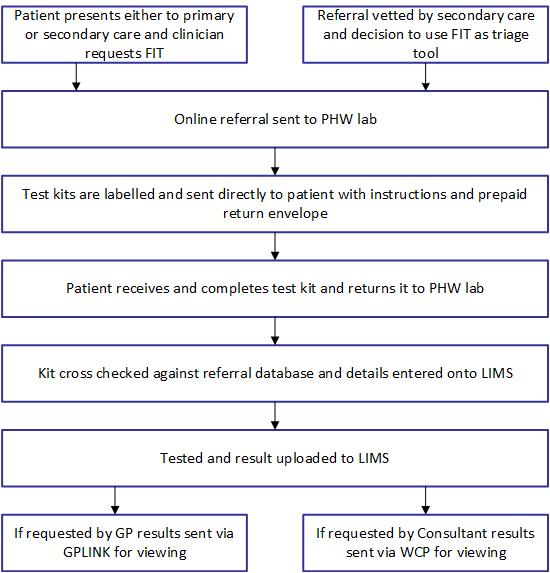 Patient presents either to primary
or secondary care and clinician
requests FIT
Referral vetted by secondary care
and decision to use FIT as triage
tool
Online referral sent to PHW lab
Test kits are labelled and sent directly to patient with instructions and prepaid
return envelope
Patient receives and completes test kit and returns it to PHW lab
Kit cross checked against referral database and details entered onto LIMS
Tested and result uploaded to LIMS
If requested by GP results sent via
GPLINK for viewing
If requested by Consultant results
sent via WCP for viewing